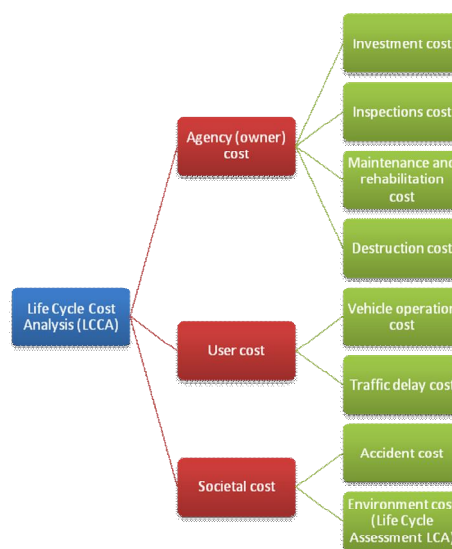 Investment cost
Inspections cost
Agency (owner)
cost
Maintenance and
rehabilitation
cost
Destruction cost
Life Cycle Cost
Analysis (LCCA)
Vehicle operation
cost
User cost
Traffic delay cost
Accident cost
Societal cost
Environment cost
(Life Cycle
Assessment LCA)